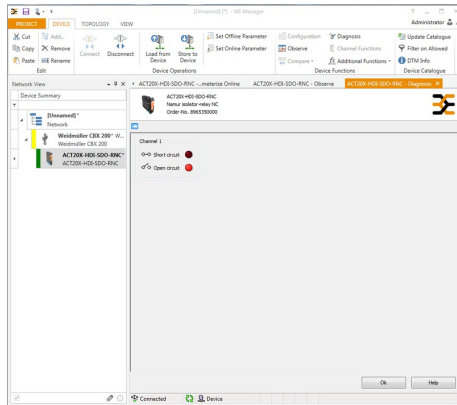 [Unnamed] (*) - WI-Manager
PROJECT DEVICE TOPOLOGY VIEW Administrator
Cut Add... Set Offline Parameter Configuration Diagnosis Update Catalogue
Copy Remove Set Online Parameter Observe Channel Functions Filter on Allowed
Paste Rename Connect Disconnect Load from Device Store to Device Compare Additional Functions DTM Info
Edit Device Operations Device Functions Device Catalogue
Network View ACT20X-HDI-SDO-RNC -...meterize Online ACT20X-HDI-SDO-RNC - Observe ACT20X-HDI-SDO-RNC - Diagnosis
Device Summary
ACT20X-HDI-SDO-RNC
Namur isolator-relay NC
Order-No. 8965350000
[Unnamed]*
Network
Weidmüller CBX 200* W...
Weidmüller CBX 200
ACT20X-HDI-SDO-RNC*
ACT20X-HDI-SDO-RNC
Channel 1
Short circuit
Open circuit
Ok Help
Connected Device